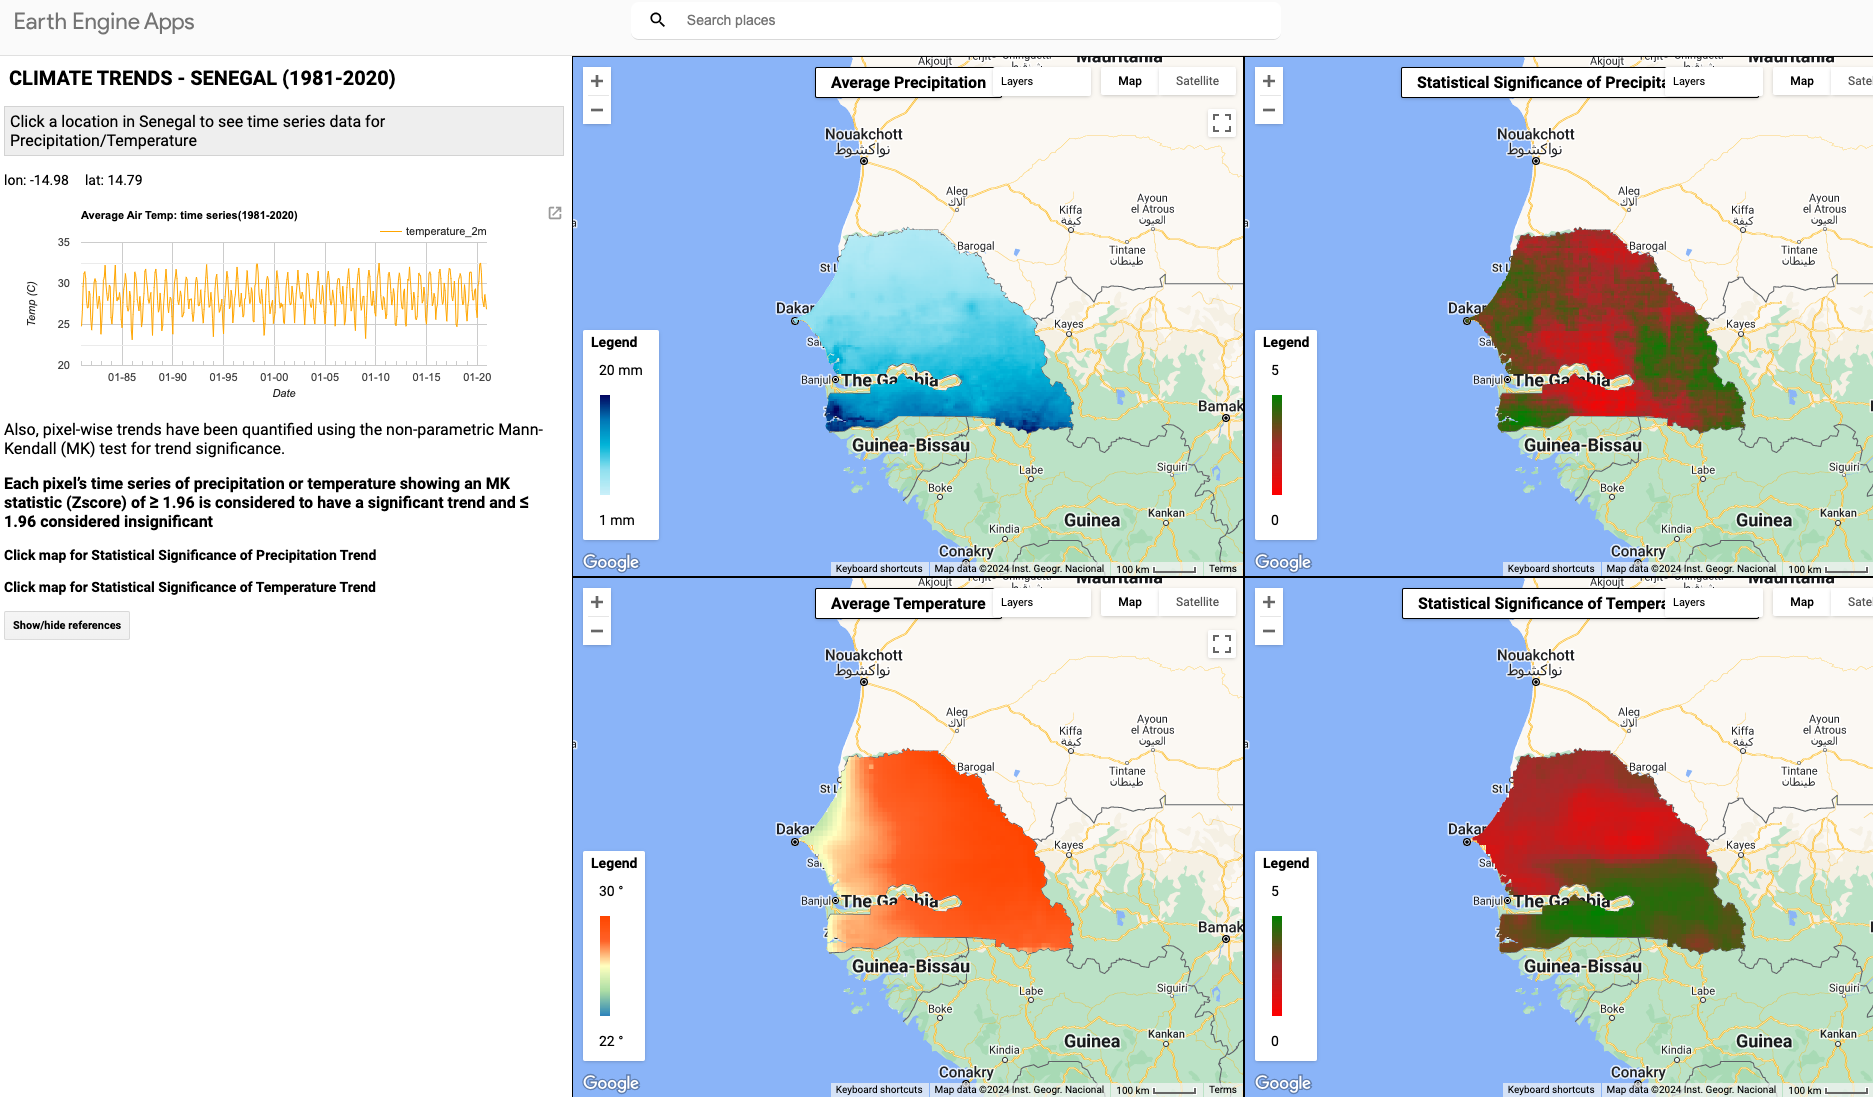 Earth Engine Apps
Search places
CLIMATE TRENDS - SENEGAL (1981-2020)
Click a location in Senegal to see time series data for
Precipitation/Temperature
lon: -14.98 lat: 14.79
Average Air Temp: time series(1981-2020)
temperature_2m
35
30
25
20
Temp (C)
01-85 01-90 01-95 01-00 01-05 01-10 01-15 01-20
Date
Also, pixel-wise trends have been quantified using the non-parametric Mann-
Kendall (MK) test for trend significance.
Each pixel's time series of precipitation or temperature showing an MK
statistic (Zscore) of ≥ 1.96 is considered to have a significant trend and ≤
1.96 considered insignificant
Click map for Statistical Significance of Precipitation Trend
Click map for Statistical Significance of Temperature Trend
Show/hide references
Akjoujt
Mauritania
Average Precipitation
Layers
Map Satellite
Nouakchott
نواكشوط
Aleg
ألاك
Kiffa
كيفة
Ayoun
el Atrous
العيون
Barogal
Tintane
طينطان
St L
Dakar
Kayes
Sal
Banjul The Gambia
Z
Bamak
Guinea-Bissau
Labe
Siguiri
Boke
Kankan
Guinea
Kindia
Conakry
Legend
20 mm
1 mm
Google
Keyboard shortcuts Map data ©2024 Inst. Geogr. Nacional 100 km Terms
Akjoujt
Mauritania
Statistical Significance of Precipita
Layers
Map Sate
Nouakchott
نواكشوط
Aleg
ألاك
Kiffa
كيفة
Ayoun
el Atrous
العيون
Barogal
Tintane
طينطان
St L
Dakar
Kayes
Sal
Banjul The Gambia
Guinea-Bissau
Labe
Siguiri
Boke
Kankan
Guinea
Kindia
Conakry
Legend
5
0
Google
Keyboard shortcuts Map data ©2024 Inst. Geogr. Nacional 100 km
Akjoujt
Mauritania
Average Temperature
Layers
Map Satellite
Nouakchott
نواكشوط
Aleg
ألاك
Kiffa
كيفة
Ayoun
el Atrous
العيون
Barogal
Tintane
طينطان
St L
Dakar
Kayes
Sal
Banjul The Gambia
Z
Bamak
Guinea-Bissau
Labe
Siguiri
Boke
Kankan
Guinea
Kindia
Conakry
Legend
30 °
22 °
Google
Keyboard shortcuts Map data ©2024 Inst. Geogr. Nacional 100 km Terms
Akjoujt
Mauritania
Statistical Significance of Tempera
Layers
Map Sate
Nouakchott
نواكشوط
Aleg
ألاك
Kiffa
كيفة
Ayoun
el Atrous
العيون
Barogal
Tintane
طينطان
St L
Dakar
Kayes
Sal
Banjul The Gambia
Guinea-Bissau
Labe
Siguiri
Boke
Kankan
Guinea
Kindia
Conakry
Legend
5
0
Google
Keyboard shortcuts Map data ©2024 Inst. Geogr. Nacional 100 km